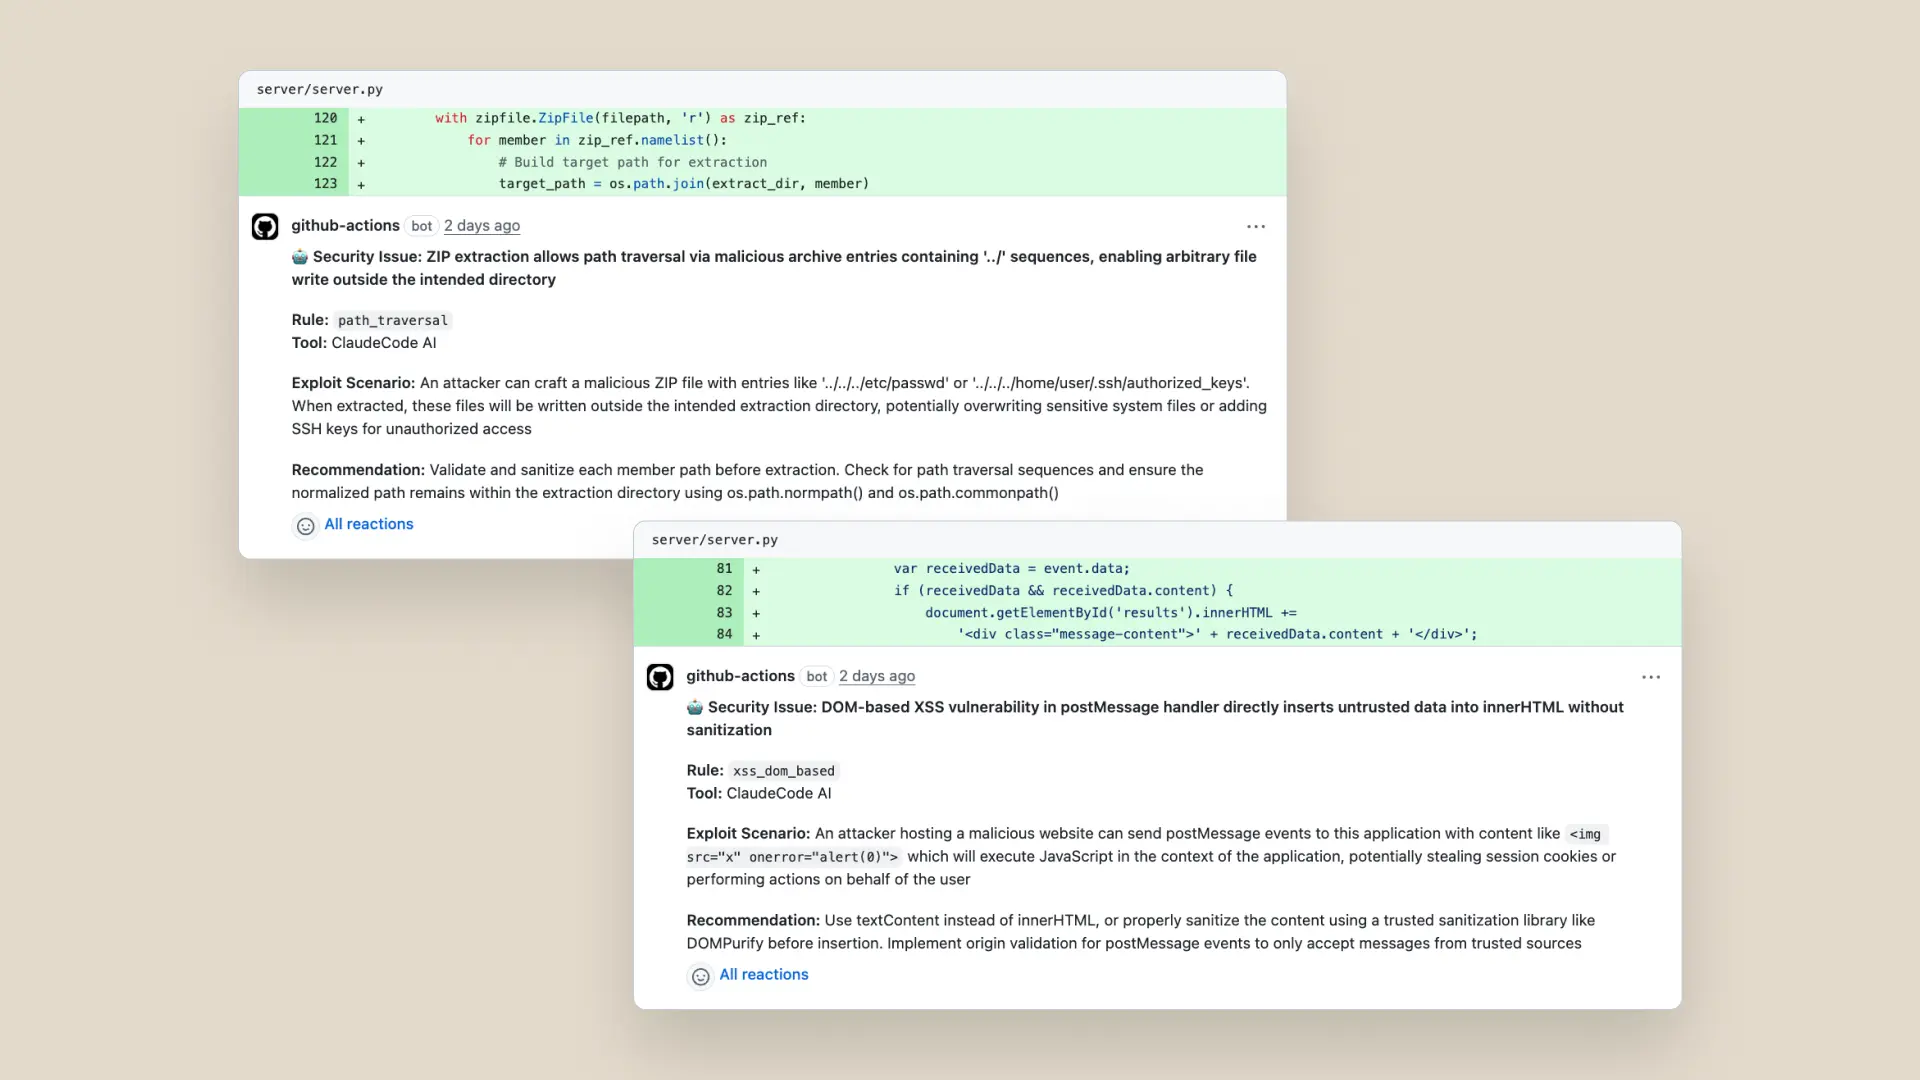 server/server.py
120 + with zipfile.ZipFile(filepath, 'r') as zip_ref:
121 + for member in zip_ref.namelist():
122 + # Build target path for extraction
123 + target_path = os.path.join(extract_dir, member)
github-actions bot 2 days ago ...
Security Issue: ZIP extraction allows path traversal via malicious archive entries containing '../' sequences, enabling arbitrary file
write outside the intended directory
Rule: path_traversal
Tool: ClaudeCode AI
Exploit Scenario: An attacker can craft a malicious ZIP file with entries like '../../../etc/passwd' or '../../../home/user/.ssh/authorized_keys'.
When extracted, these files will be written outside the intended extraction directory, potentially overwriting sensitive system files or adding
SSH keys for unauthorized access
Recommendation: Validate and sanitize each member path before extraction. Check for path traversal sequences and ensure the
normalized path remains within the extraction directory using os.path.normpath() and os.path.commonpath()
All reactions
server/server.py
81 + var receivedData = event.data;
82 + if (receivedData && receivedData.content) {
83 + document.getElementById('results').innerHTML +=
84 + '<div class="message-content">' + receivedData.content + '</div>';
github-actions bot 2 days ago ...
Security Issue: DOM-based XSS vulnerability in postMessage handler directly inserts untrusted data into innerHTML without
sanitization
Rule: xss_dom_based
Tool: ClaudeCode AI
Exploit Scenario: An attacker hosting a malicious website can send postMessage events to this application with content like <img
src="x" onerror="alert(0)"> which will execute JavaScript in the context of the application, potentially stealing session cookies or
performing actions on behalf of the user
Recommendation: Use textContent instead of innerHTML, or properly sanitize the content using a trusted sanitization library like
DOMPurify before insertion. Implement origin validation for postMessage events to only accept messages from trusted sources
All reactions